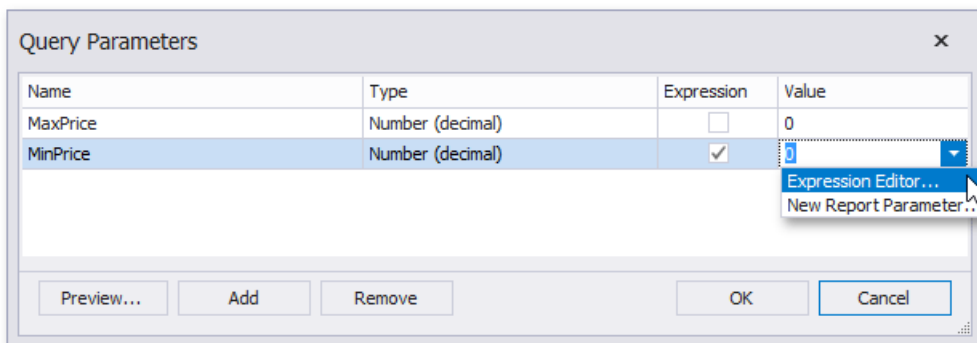 Query Parameters
Name Type Expression Value
MaxPrice Number (decimal) 0
MinPrice Number (decimal) 0
Expression Editor...
New Report Parameter...
Preview... Add Remove OK Cancel